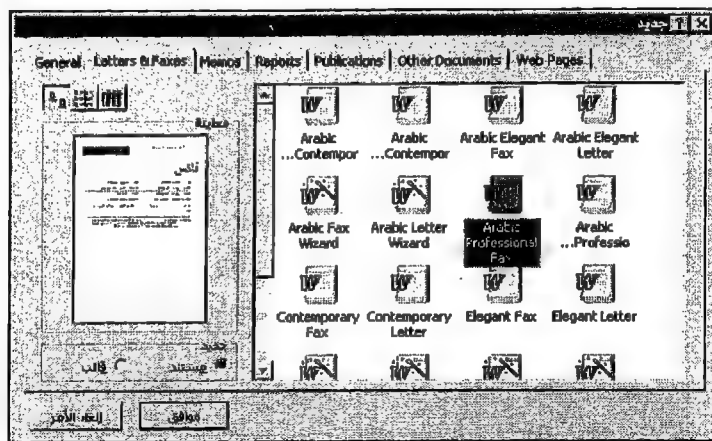 جديد
General Letters & Faxes Memos Reports Publications Other Documents Web Pages
معاينة
فاكس
Arabic Contempor...
Arabic Contempor...
Arabic Elegant Fax
Arabic Elegant Letter
Arabic Fax Wizard
Arabic Letter Wizard
Arabic Professional Fax
Arabic Professio...
Contemporary Fax
Contemporary Letter
Elegant Fax
Elegant Letter
جديد
مستند قالب
موافق إلغاء الأمر